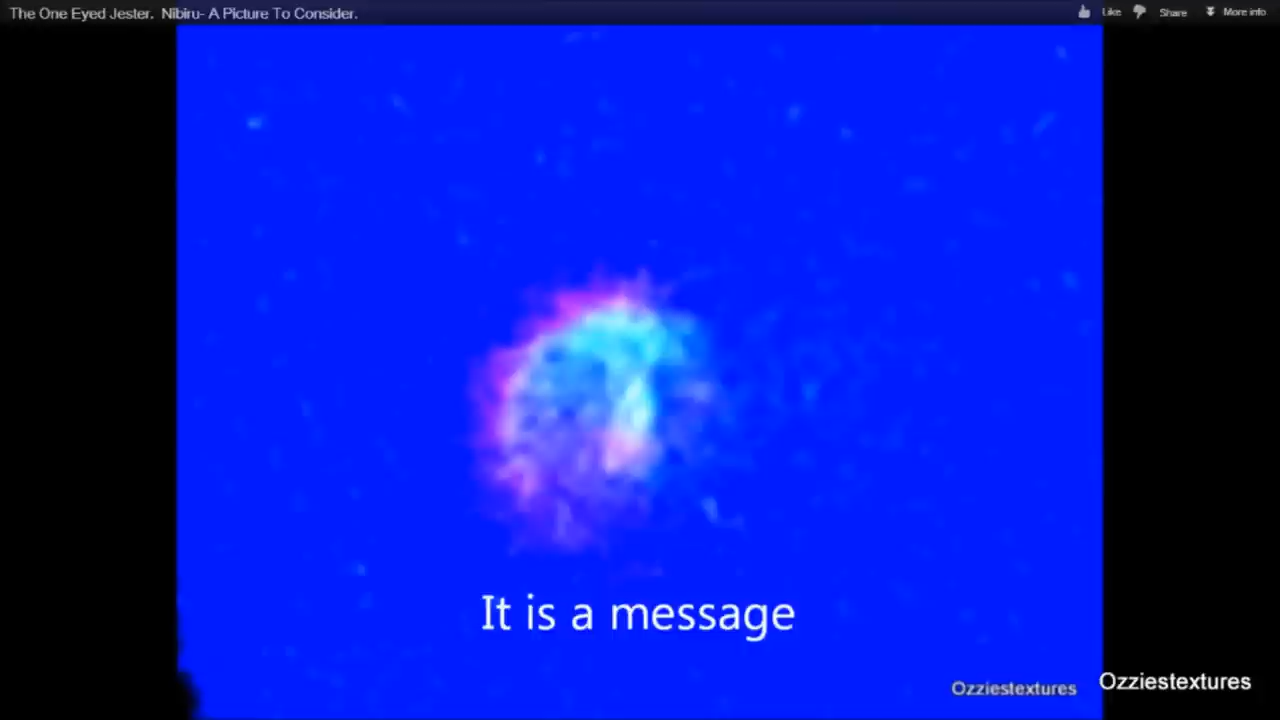 The One Eyed Jester. Nibiru- A Picture To Consider.
Like Share More info
It is a message
Ozziestextures
Ozziestextures